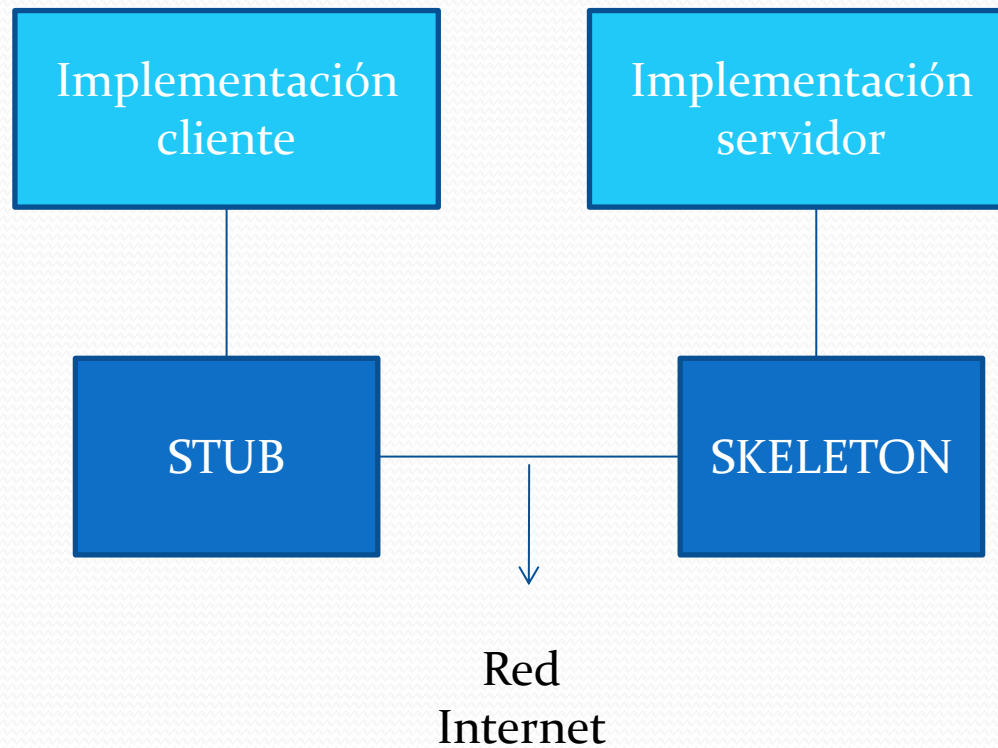 Implementación
cliente
Implementación
servidor
STUB
SKELETON
Red
Internet